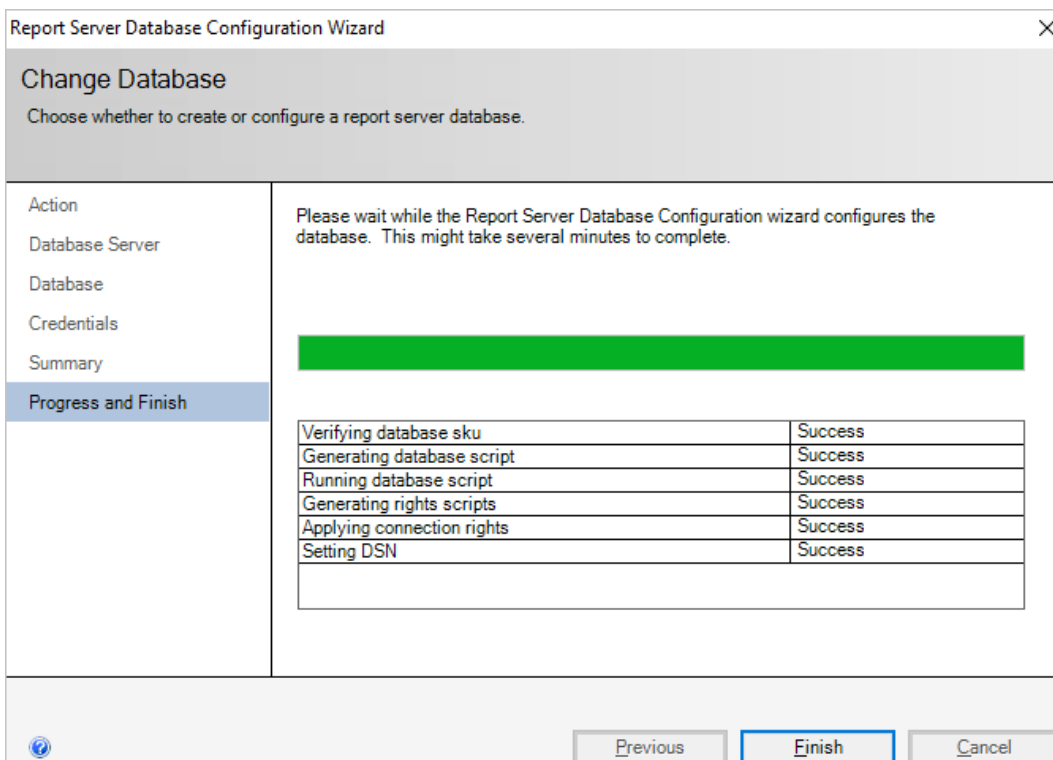 Report Server Database Configuration Wizard
Change Database
Choose whether to create or configure a report server database.
Action
Database Server
Database
Credentials
Summary
Progress and Finish
Please wait while the Report Server Database Configuration wizard configures the
database. This might take several minutes to complete.
Verifying database sku Success
Generating database script Success
Running database script Success
Generating rights scripts Success
Applying connection rights Success
Setting DSN Success
Previous Finish Cancel